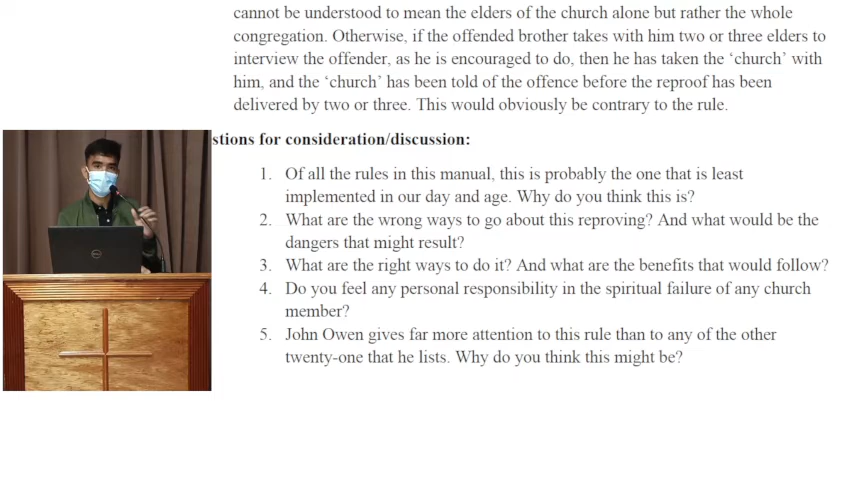 cannot be understood to mean the elders of the church alone but rather the whole
congregation. Otherwise, if the offended brother takes with him two or three elders to
interview the offender, as he is encouraged to do, then he has taken the ‘church’ with
him, and the ‘church’ has been told of the offence before the reproof has been
delivered by two or three. This would obviously be contrary to the rule.
stions for consideration/discussion:
1. Of all the rules in this manual, this is probably the one that is least
implemented in our day and age. Why do you think this is?
2. What are the wrong ways to go about this reproving? And what would be the
dangers that might result?
3. What are the right ways to do it? And what are the benefits that would follow?
4. Do you feel any personal responsibility in the spiritual failure of any church
member?
5. John Owen gives far more attention to this rule than to any of the other
twenty-one that he lists. Why do you think this might be?
DELL